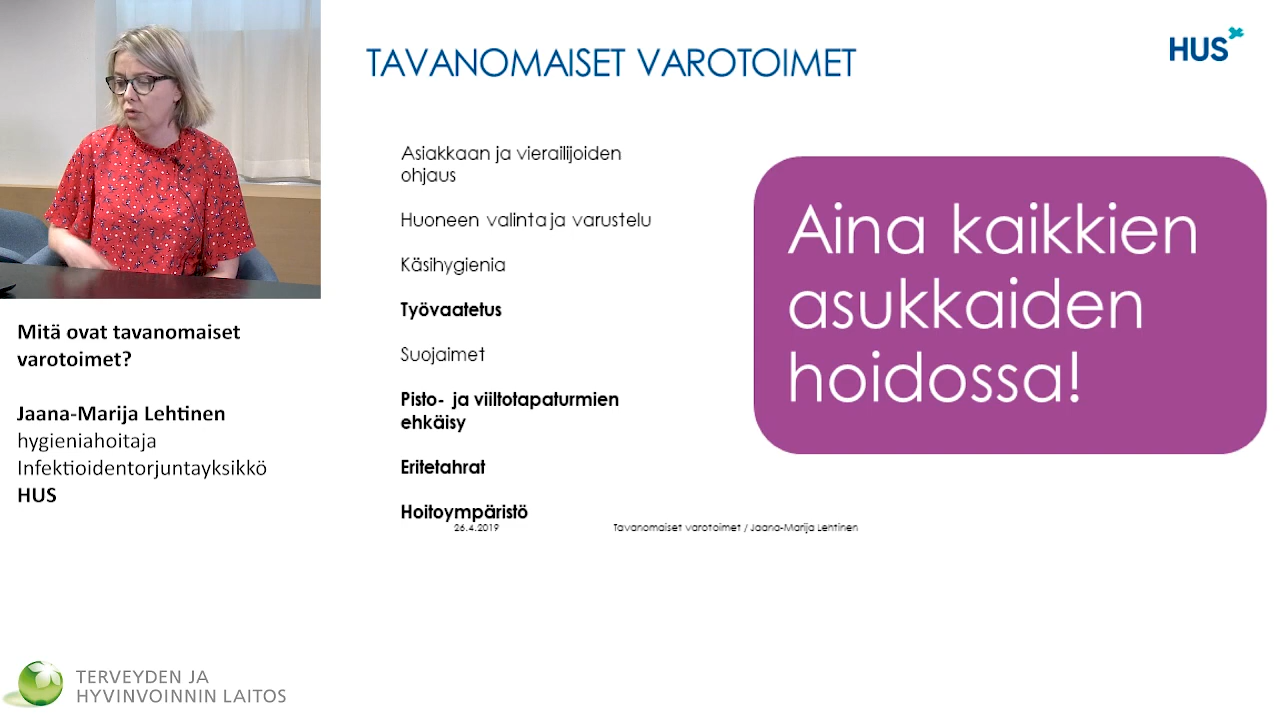 TAVANOMAISET VAROTOIMET
HUS
Asiakkaan ja vierailijoiden
ohjaus
Huoneen valinta ja varustelu
Käsihygienia
Työvaatetus
Suojaimet
Pisto- ja viiltotapaturmien
ehkäisy
Eritetahrat
Hoitoympäristö
Aina kaikkien
asukkaiden
hoidossa!
26.4.2019
Tavanomaiset varotoimet / Jaana-Marija Lehtinen
Mitä ovat tavanomaiset
varotoimet?
Jaana-Marija Lehtinen
hygieniahoitaja
Infektioidentorjuntayksikkö
HUS
TERVEYDEN JA
HYVINVOINNIN LAITOS